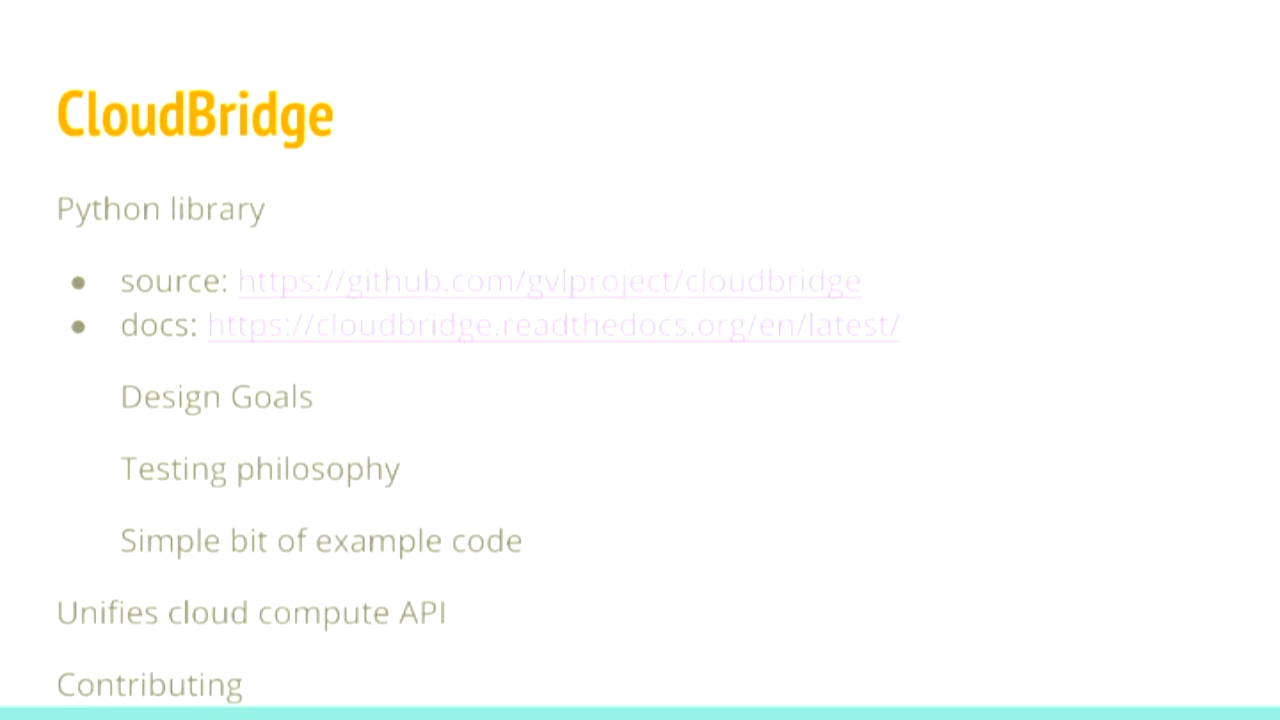 CloudBridge
Python library
● source: https://github.com/gvlproject/cloudbridge
● docs: https://cloudbridge.readthedocs.org/en/latest/
Design Goals
Testing philosophy
Simple bit of example code
Unifies cloud compute API
Contributing